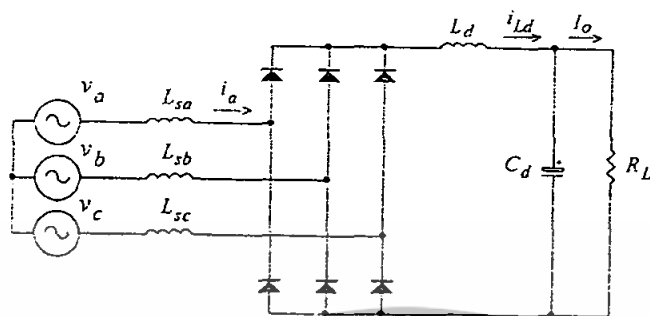 L_d i_Ld I_o
v_a L_sa i_a
v_b L_sb
v_c L_sc
C_d + R_L